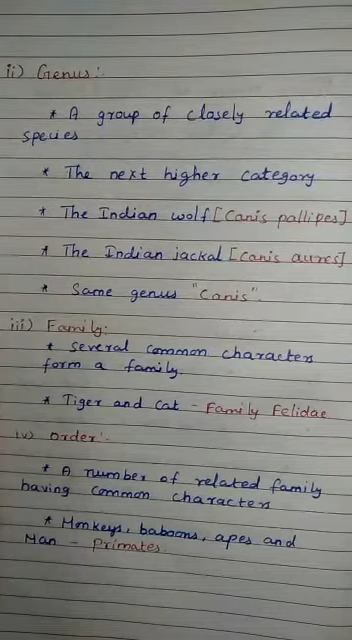 ii) Genus:-
* A group of closely related
species
* The next higher category
* The Indian wolf [Canis pallipes]
* The Indian jackal [Canis aures]
* Same genus "Canis".
iii) Family:
* Several common characters
form a family.
* Tiger and Cat - Family Felidae
iv) Order:-
* A number of related family
having common characters
* Monkeys, baboons, apes and
Man - Primates.